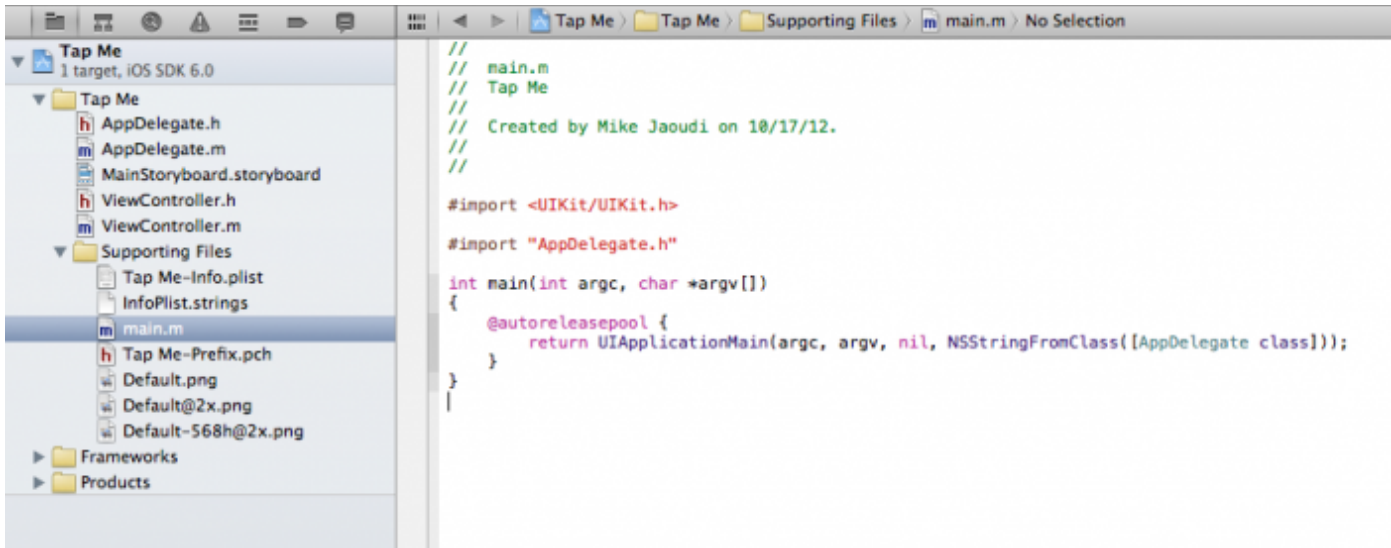 Tap Me 〉 Tap Me 〉 Supporting Files 〉 m main.m 〉 No Selection
Tap Me
1 target, iOS SDK 6.0
Tap Me
h AppDelegate.h
m AppDelegate.m
MainStoryboard.storyboard
h ViewController.h
m ViewController.m
Supporting Files
Tap Me-Info.plist
InfoPlist.strings
m main.m
h Tap Me-Prefix.pch
Default.png
Default@2x.png
Default-568h@2x.png
Frameworks
Products
//
//  main.m
//  Tap Me
//
//  Created by Mike Jaoudi on 10/17/12.
//
//
#import <UIKit/UIKit.h>
#import "AppDelegate.h"
int main(int argc, char *argv[])
{
    @autoreleasepool {
        return UIApplicationMain(argc, argv, nil, NSStringFromClass([AppDelegate class]));
    }
}